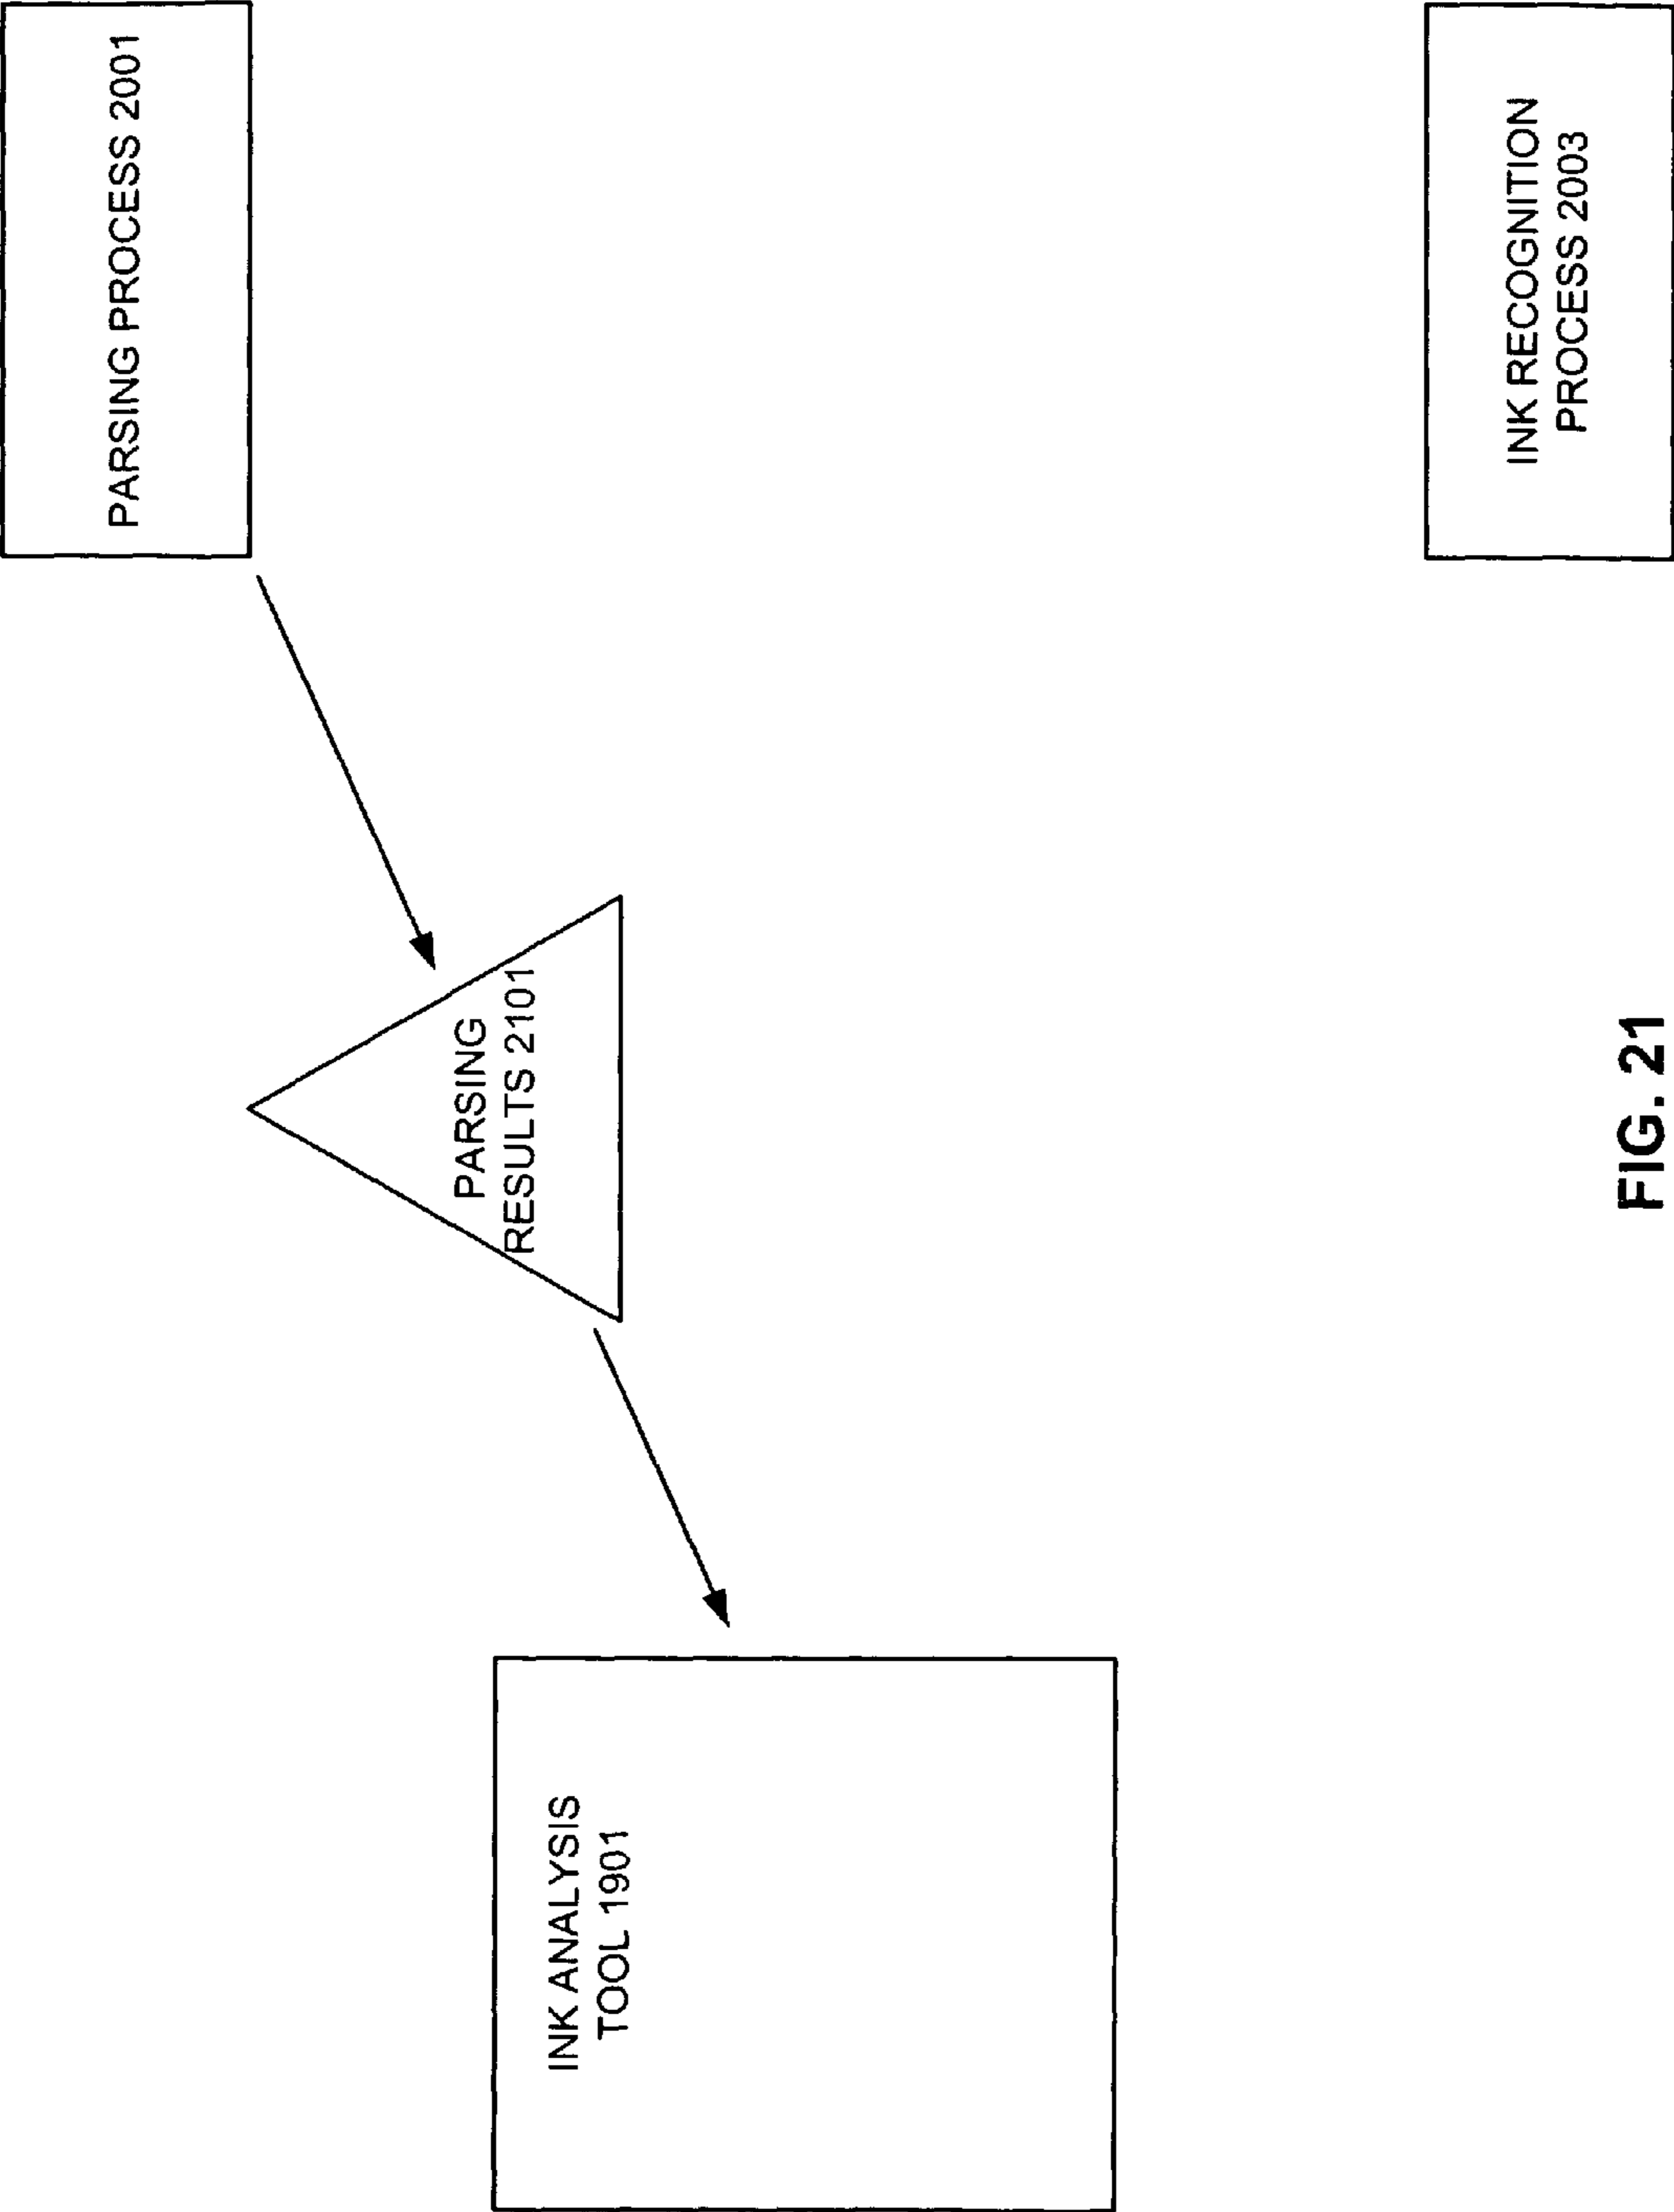 PARSING PROCESS 2001
PARSING
RESULTS 2101
INK ANALYSIS
TOOL 1901
INK RECOGNITION
PROCESS 2003
FIG. 21